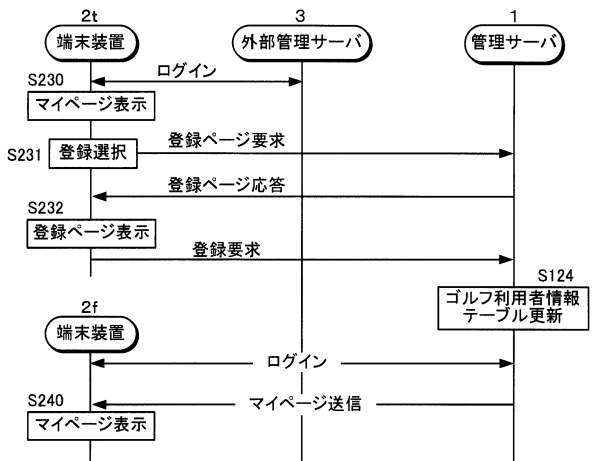 2t
3
1
端末装置
外部管理サーバ
管理サーバ
ログイン
S230
マイページ表示
登録ページ要求
S231
登録選択
登録ページ応答
S232
登録ページ表示
登録要求
S124
ゴルフ利用者情報
テーブル更新
2f
端末装置
ログイン
S240
マイページ送信
マイページ表示